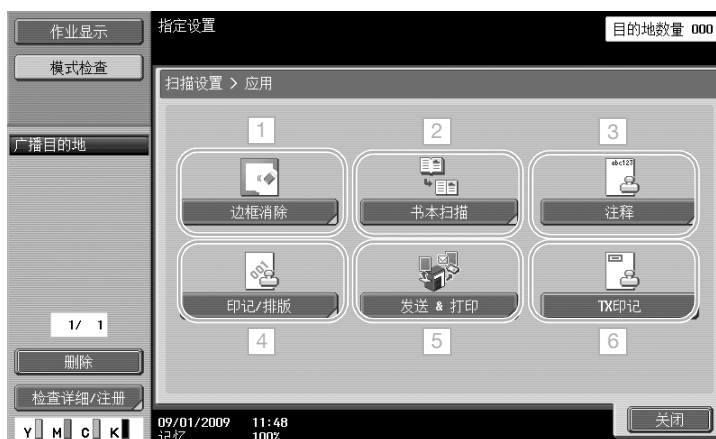 作业显示
模式检查
广播目的地
1/ 1
删除
检查详细/注册
Y M C K
指定设置
目的地数量 000
扫描设置 > 应用
1 2 3
边框消除 书本扫描 注释
印记/排版 发送 & 打印 TX印记
4 5 6
abc123
001
09/01/2009 11:48
记忆 100%
关闭